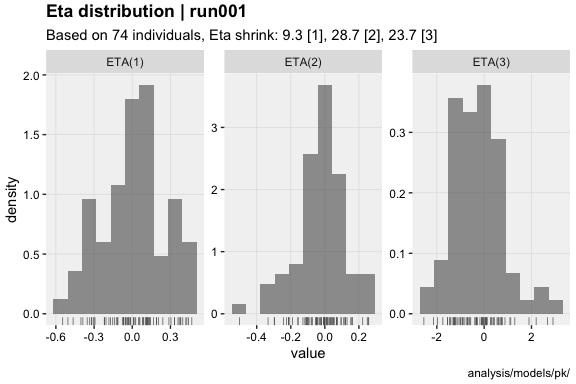 Eta distribution | run001
Based on 74 individuals, Eta shrink: 9.3 [1], 28.7 [2], 23.7 [3]
ETA(1) ETA(2) ETA(3)
density
2.0
1.5
1.0
0.5
0.0
3
2
1
0
0.3
0.2
0.1
0.0
-0.6 -0.3 0.0 0.3 -0.4 -0.2 0.0 0.2 -2 0 2
value
analysis/models/pk/